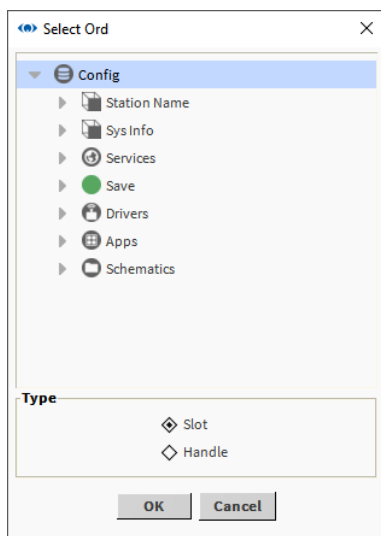 Select Ord
Config
Station Name
Sys Info
Services
Save
Drivers
Apps
Schematics
Type
Slot
Handle
OK Cancel